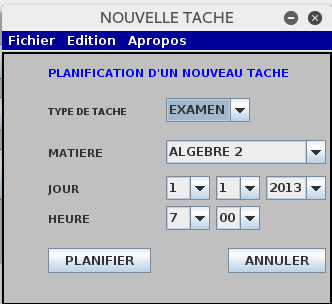 NOUVELLE TACHE
Fichier Edition Apropos
PLANIFICATION D'UN NOUVEAU TACHE
TYPE DE TACHE EXAMEN
MATIERE ALGEBRE 2
JOUR 1 1 2013
HEURE 7 00
PLANIFIER ANNULER